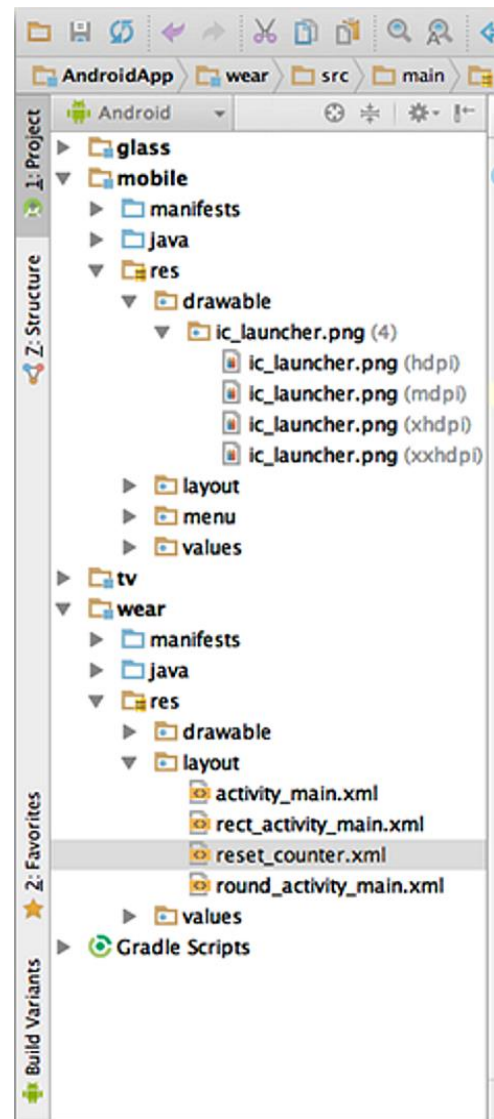 AndroidApp wear src main
Android
1: Project
Z: Structure
2: Favorites
Build Variants
glass
mobile
manifests
java
res
drawable
ic_launcher.png (4)
ic_launcher.png (hdpi)
ic_launcher.png (mdpi)
ic_launcher.png (xhdpi)
ic_launcher.png (xxhdpi)
layout
menu
values
tv
wear
manifests
java
res
drawable
layout
activity_main.xml
rect_activity_main.xml
reset_counter.xml
round_activity_main.xml
values
Gradle Scripts